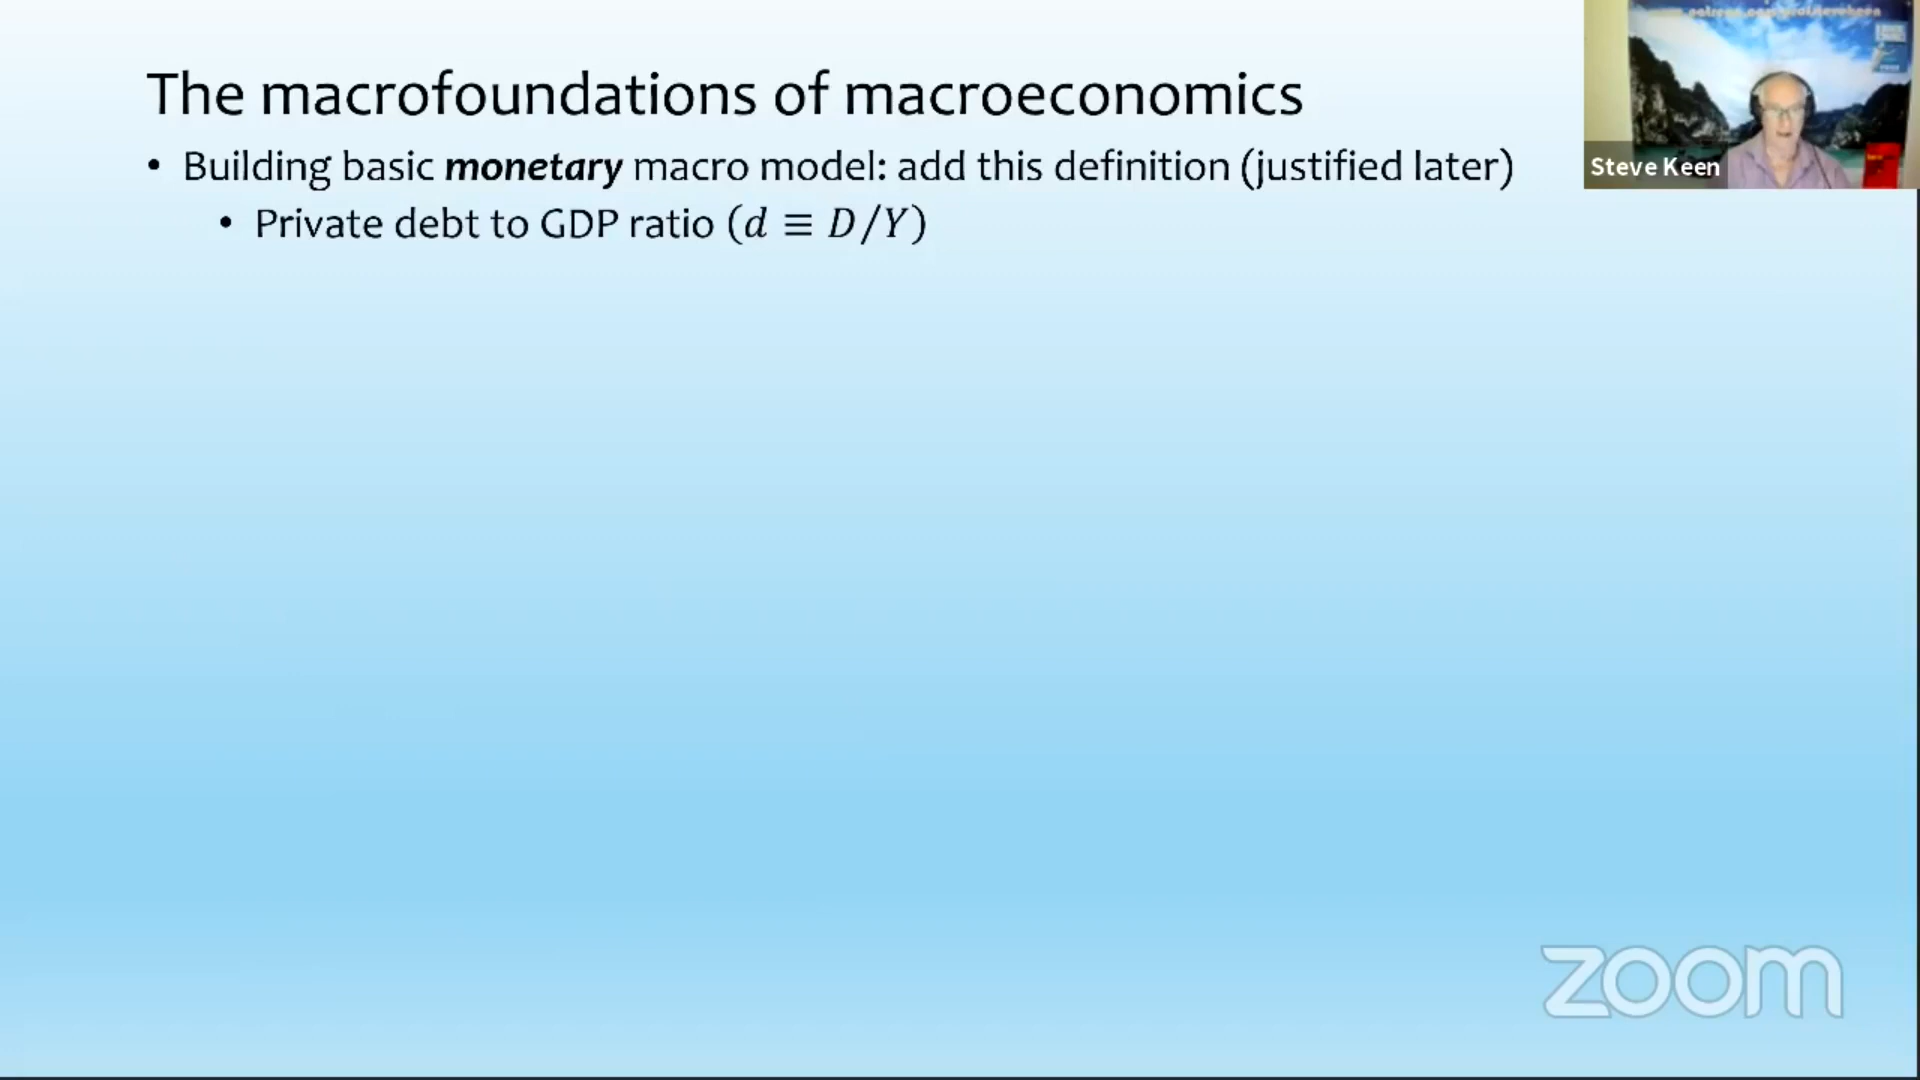 The macrofoundations of macroeconomics
• Building basic monetary macro model: add this definition (justified later)
• Private debt to GDP ratio (d ≡ D/Y)
Steve Keen
zoom